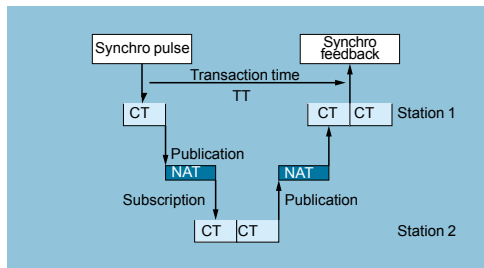 Synchro pulse
Synchro
feedback
Transaction time
TT
CT
CT CT
Station 1
Publication
NAT
NAT
Subscription
Publication
CT CT
Station 2